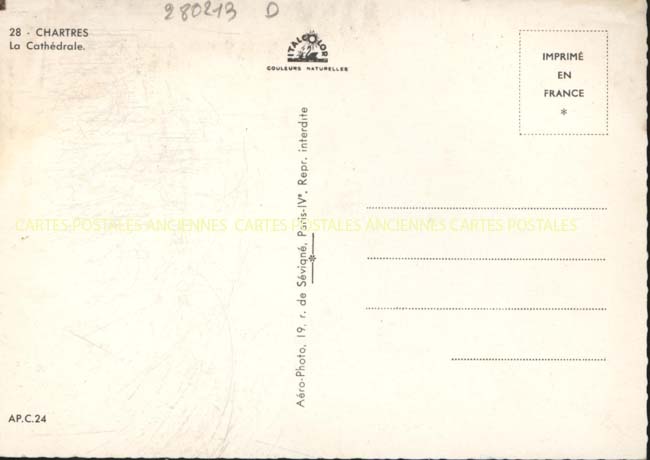 280213 D
28 - CHARTRES
La Cathédrale.
ITALCOLOR
COULEURS NATURELLES
IMPRIMÉ
EN
FRANCE
*
Aéro-Photo, 19, r. de Sévigné, Paris-IVe. Repr. interdite
*
CARTES POSTALES ANCIENNES CARTES POSTALES ANCIENNES CARTES POSTALES
AP.C.24